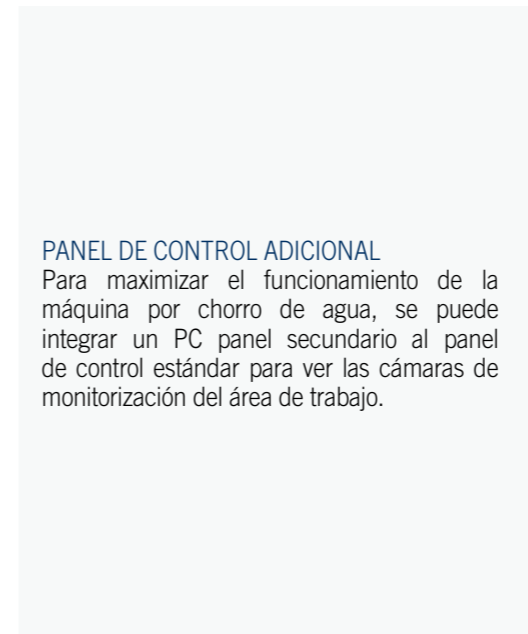 PANEL DE CONTROL ADICIONAL
Para maximizar el funcionamiento de la
máquina por chorro de agua, se puede
integrar un PC panel secundario al panel
de control estándar para ver las cámaras de
monitorización del área de trabajo.